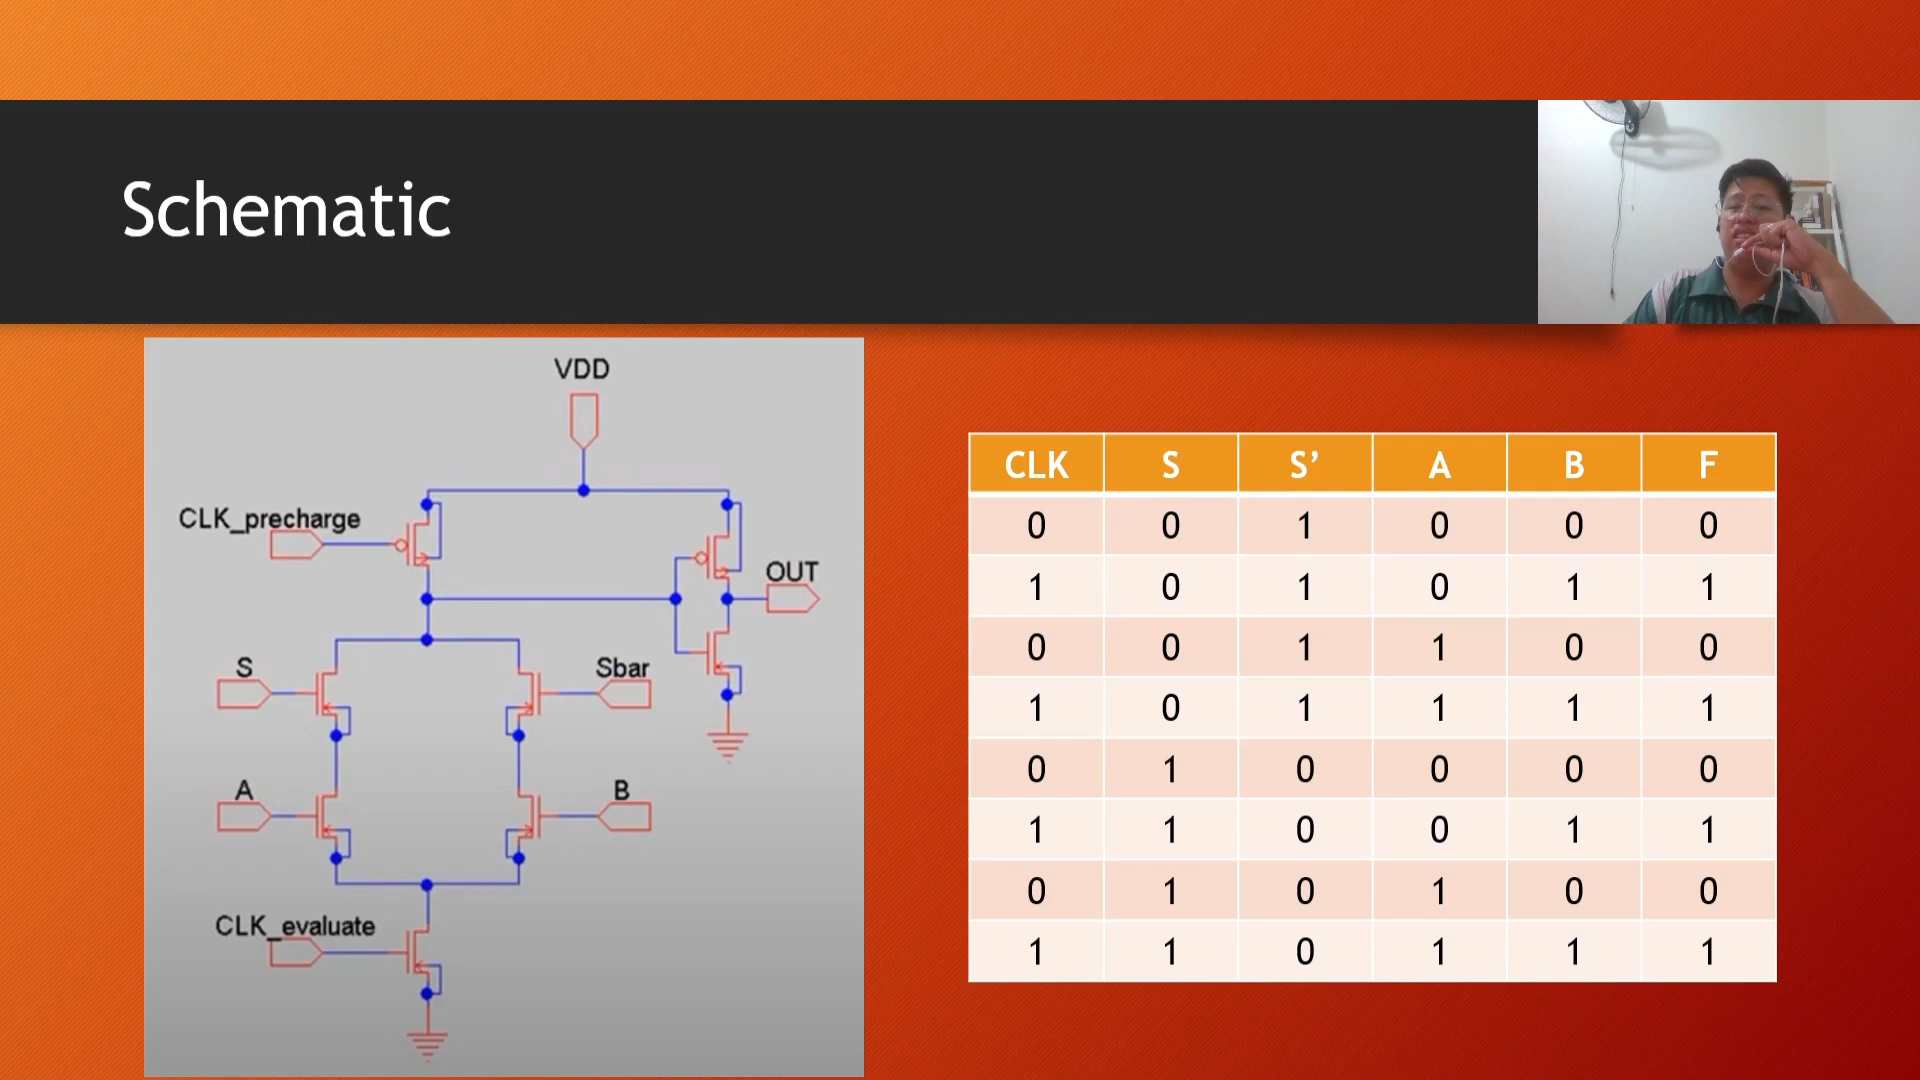 Schematic
VDD
CLK_precharge
OUT
S
Sbar
A
B
CLK_evaluate
CLK S S’ A B F
0 0 1 0 0 0
1 0 1 0 1 1
0 0 1 1 0 0
1 0 1 1 1 1
0 1 0 0 0 0
1 1 0 0 1 1
0 1 0 1 0 0
1 1 0 1 1 1